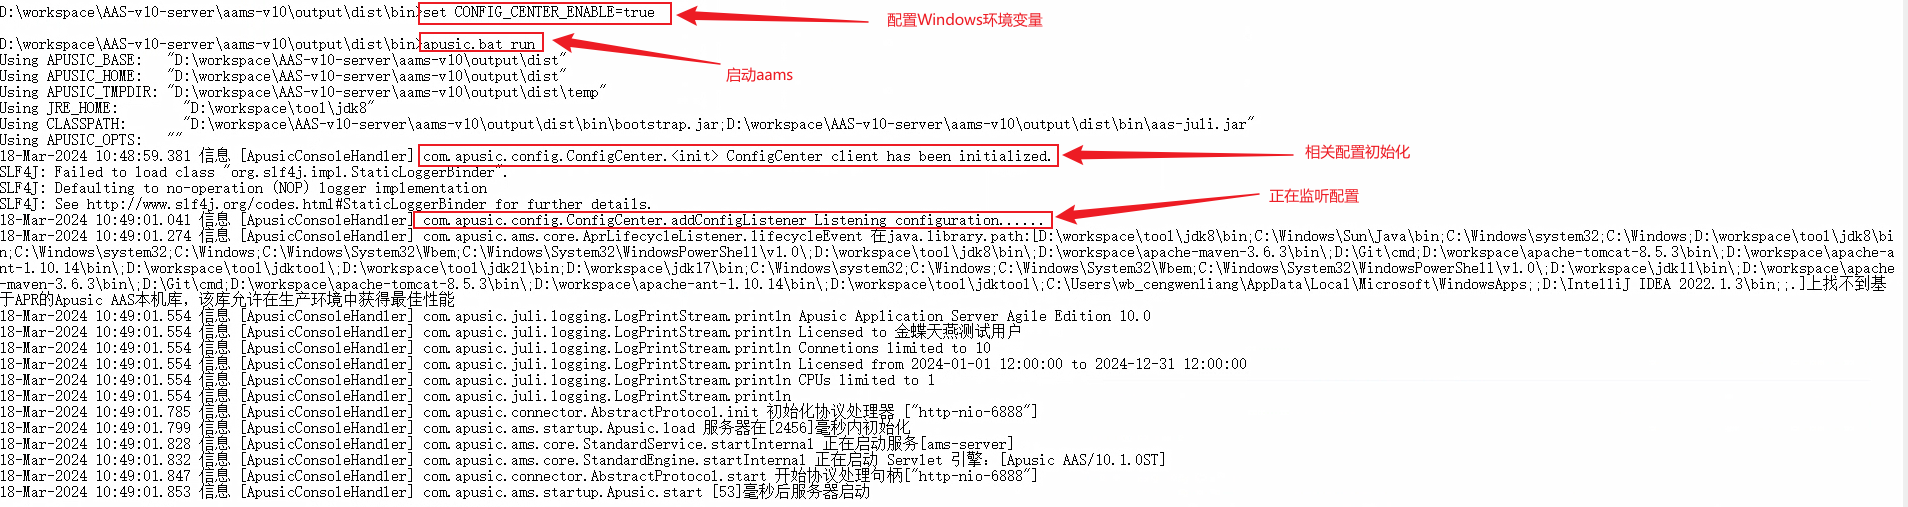 D:\workspace\AAS-v10-server\aams-v10\output\dist\bin>set CONFIG_CENTER_ENABLE=true
配置Windows环境变量
D:\workspace\AAS-v10-server\aams-v10\output\dist\bin>apusic.bat run
Using APUSIC_BASE:   "D:\workspace\AAS-v10-server\aams-v10\output\dist"
启动aams
Using APUSIC_HOME:   "D:\workspace\AAS-v10-server\aams-v10\output\dist"
Using APUSIC_TMPDIR: "D:\workspace\AAS-v10-server\aams-v10\output\dist\temp"
Using JRE_HOME:        "D:\workspace\tool\jdk8"
Using CLASSPATH:       "D:\workspace\AAS-v10-server\aams-v10\output\dist\bin\bootstrap.jar;D:\workspace\AAS-v10-server\aams-v10\output\dist\bin\aas-juli.jar"
Using APUSIC_OPTS:   ""
18-Mar-2024 10:48:59.381 信息 [ApusicConsoleHandler] com.apusic.config.ConfigCenter.<init> ConfigCenter client has been initialized.
相关配置初始化
SLF4J: Failed to load class "org.slf4j.impl.StaticLoggerBinder".
SLF4J: Defaulting to no-operation (NOP) logger implementation
SLF4J: See http://www.slf4j.org/codes.html#StaticLoggerBinder for further details.
正在监听配置
18-Mar-2024 10:49:01.041 信息 [ApusicConsoleHandler] com.apusic.config.ConfigCenter.addConfigListener Listening configuration......
18-Mar-2024 10:49:01.274 信息 [ApusicConsoleHandler] com.apusic.ams.core.AprLifecycleListener.lifecycleEvent 在java.library.path:[D:\workspace\tool\jdk8\bin;C:\Windows\Sun\Java\bin;C:\Windows\system32;C:\Windows;D:\workspace\tool\jdk8\bi
n;C:\Windows\system32;C:\Windows;C:\Windows\System32\Wbem;C:\Windows\System32\WindowsPowerShell\v1.0\;D:\workspace\tool\jdk8\bin\;D:\workspace\apache-maven-3.6.3\bin\;D:\Git\cmd;D:\workspace\apache-tomcat-8.5.3\bin\;D:\workspace\apache-a
nt-1.10.14\bin\;D:\workspace\tool\jdktool\;D:\workspace\tool\jdk21\bin;D:\workspace\jdk17\bin;C:\Windows\system32;C:\Windows;C:\Windows\System32\Wbem;C:\Windows\System32\WindowsPowerShell\v1.0\;D:\workspace\jdk11\bin\;D:\workspace\apache
-maven-3.6.3\bin\;D:\Git\cmd;D:\workspace\apache-tomcat-8.5.3\bin\;D:\workspace\apache-ant-1.10.14\bin\;D:\workspace\tool\jdktool\;C:\Users\wb_cengwenliang\AppData\Local\Microsoft\WindowsApps;;D:\IntelliJ IDEA 2022.1.3\bin;;.]上找不到基
于APR的Apusic AAS本机库，该库允许在生产环境中获得最佳性能
18-Mar-2024 10:49:01.554 信息 [ApusicConsoleHandler] com.apusic.juli.logging.LogPrintStream.println Apusic Application Server Agile Edition 10.0
18-Mar-2024 10:49:01.554 信息 [ApusicConsoleHandler] com.apusic.juli.logging.LogPrintStream.println Licensed to 金蝶天燕测试用户
18-Mar-2024 10:49:01.554 信息 [ApusicConsoleHandler] com.apusic.juli.logging.LogPrintStream.println Connetions limited to 10
18-Mar-2024 10:49:01.554 信息 [ApusicConsoleHandler] com.apusic.juli.logging.LogPrintStream.println Licensed from 2024-01-01 12:00:00 to 2024-12-31 12:00:00
18-Mar-2024 10:49:01.554 信息 [ApusicConsoleHandler] com.apusic.juli.logging.LogPrintStream.println CPUs limited to 1
18-Mar-2024 10:49:01.554 信息 [ApusicConsoleHandler] com.apusic.juli.logging.LogPrintStream.println
18-Mar-2024 10:49:01.785 信息 [ApusicConsoleHandler] com.apusic.connector.AbstractProtocol.init 初始化协议处理器 ["http-nio-6888"]
18-Mar-2024 10:49:01.799 信息 [ApusicConsoleHandler] com.apusic.ams.startup.Apusic.load 服务器在[2456]毫秒内初始化
18-Mar-2024 10:49:01.828 信息 [ApusicConsoleHandler] com.apusic.ams.core.StandardService.startInternal 正在启动服务[ams-server]
18-Mar-2024 10:49:01.832 信息 [ApusicConsoleHandler] com.apusic.ams.core.StandardEngine.startInternal 正在启动 Servlet 引擎：[Apusic AAS/10.1.0ST]
18-Mar-2024 10:49:01.847 信息 [ApusicConsoleHandler] com.apusic.connector.AbstractProtocol.start 开始协议处理句柄["http-nio-6888"]
18-Mar-2024 10:49:01.853 信息 [ApusicConsoleHandler] com.apusic.ams.startup.Apusic.start [53]毫秒后服务器启动